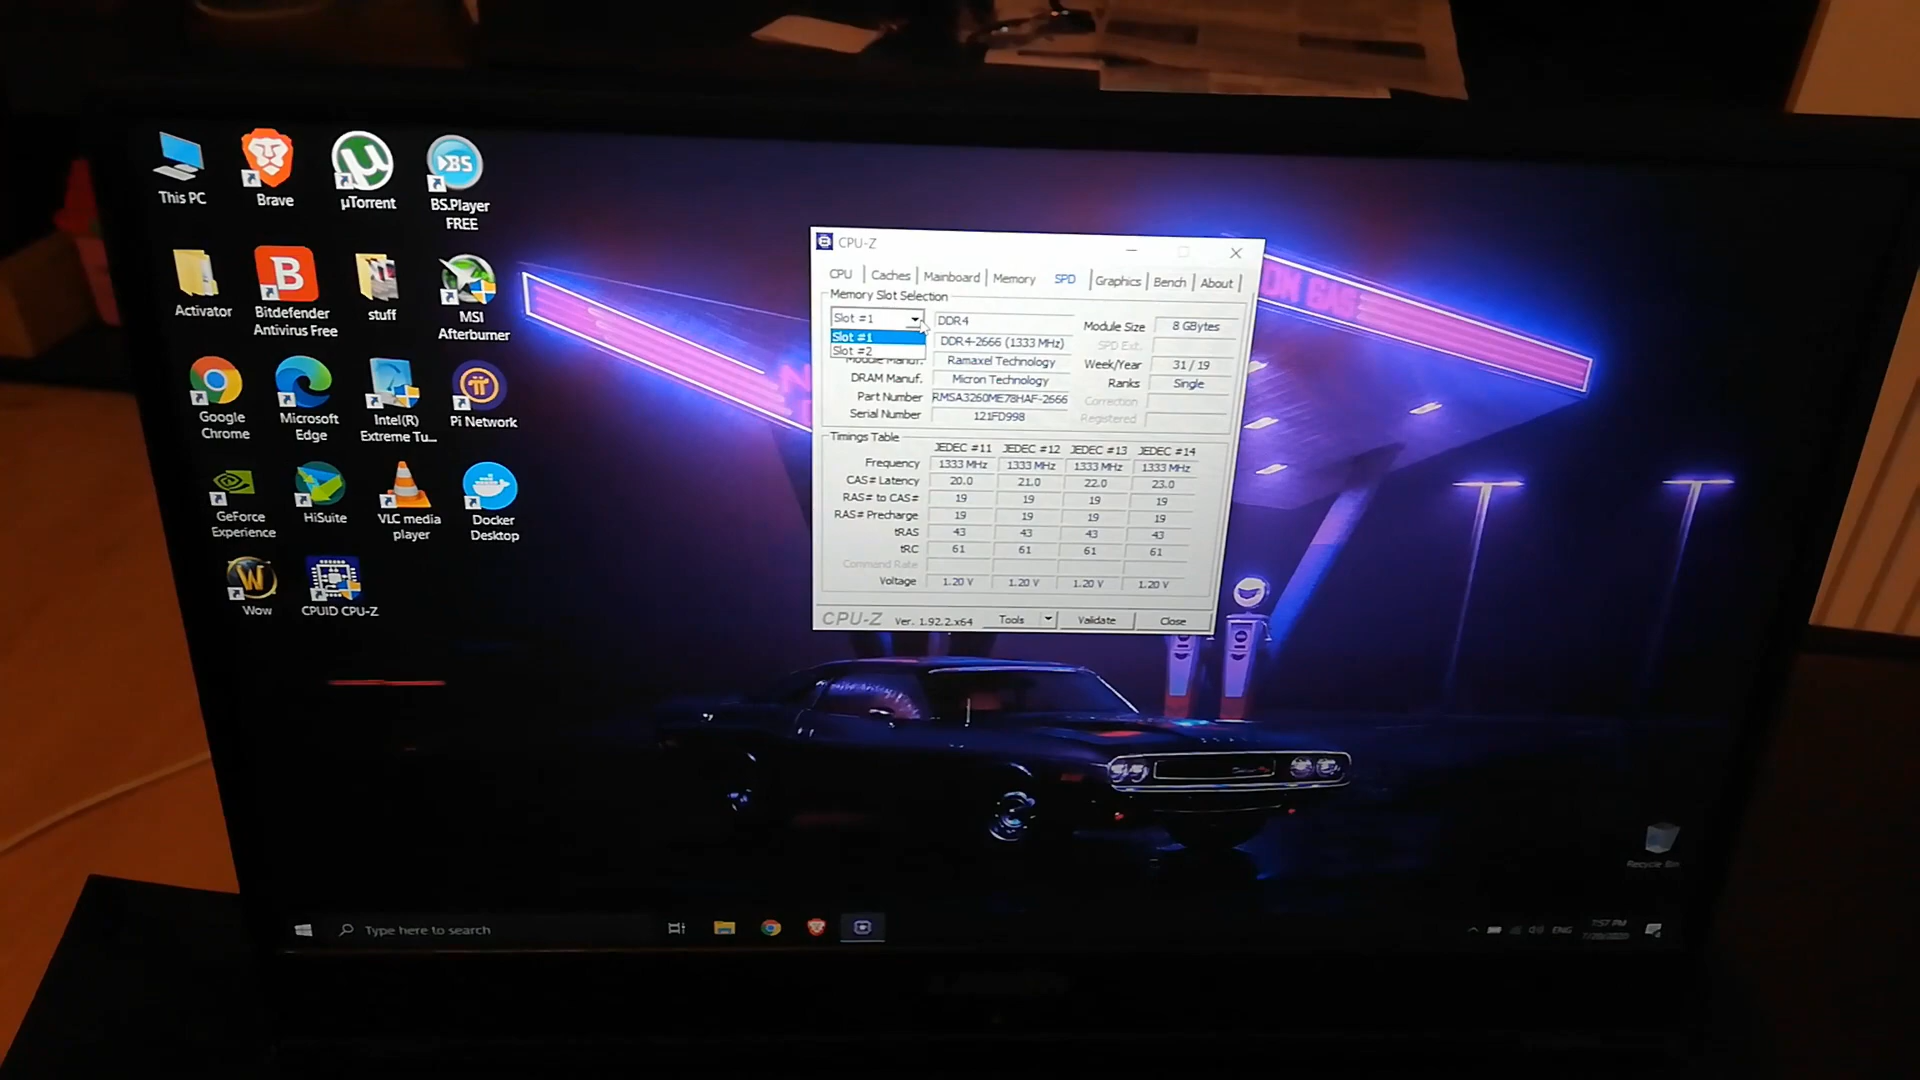 This PC
Brave
µTorrent
BS.Player
FREE
Activator
Bitdefender
Antivirus Free
stuff
MSI
Afterburner
Google
Chrome
Microsoft
Edge
Intel(R)
Extreme Tu...
Pi Network
GeForce
Experience
HiSuite
VLC media
player
Docker
Desktop
Wow
CPUID CPU-Z
CPU-Z
CPU Caches Mainboard Memory SPD Graphics Bench About
Memory Slot Selection
Slot #1 DDR4 Module Size 8 GBytes
Slot #1 DDR4-2666 (1333 MHz) SPD Ext.
Slot #2
Module Manuf. Ramaxel Technology Week/Year 31 / 19
DRAM Manuf. Micron Technology Ranks Single
Part Number RMSA3260ME78HAF-2666 Correction
Serial Number 121FD998 Registered
Timings Table
JEDEC #11 JEDEC #12 JEDEC #13 JEDEC #14
Frequency 1333 MHz 1333 MHz 1333 MHz 1333 MHz
CAS# Latency 20.0 21.0 22.0 23.0
RAS# to CAS# 19 19 19 19
RAS# Precharge 19 19 19 19
tRAS 43 43 43 43
tRC 61 61 61 61
Command Rate
Voltage 1.20 V 1.20 V 1.20 V 1.20 V
CPU-Z Ver. 1.92.2.x64 Tools Validate Close
Recycle Bin
Type here to search
ENG
7:57 PM